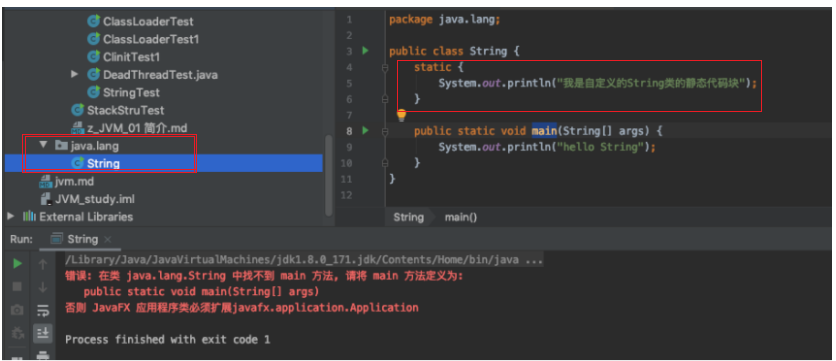 ClassLoaderTest
ClassLoaderTest1
ClinitTest1
DeadThreadTest.java
StringTest
StackStruTest
z_JVM_01 简介.md
java.lang
String
jvm.md
JVM_study.iml
External Libraries
1 package java.lang;
2
3 public class String {
4 static {
5 System.out.println("我是自定义的String类的静态代码块");
6 }
7
8 public static void main(String[] args) {
9 System.out.println("hello String");
10 }
11 }
12
String main()
Run: String
/Library/Java/JavaVirtualMachines/jdk1.8.0_171.jdk/Contents/Home/bin/java ...
错误: 在类 java.lang.String 中找不到 main 方法, 请将 main 方法定义为:
public static void main(String[] args)
否则 JavaFX 应用程序类必须扩展javafx.application.Application
Process finished with exit code 1